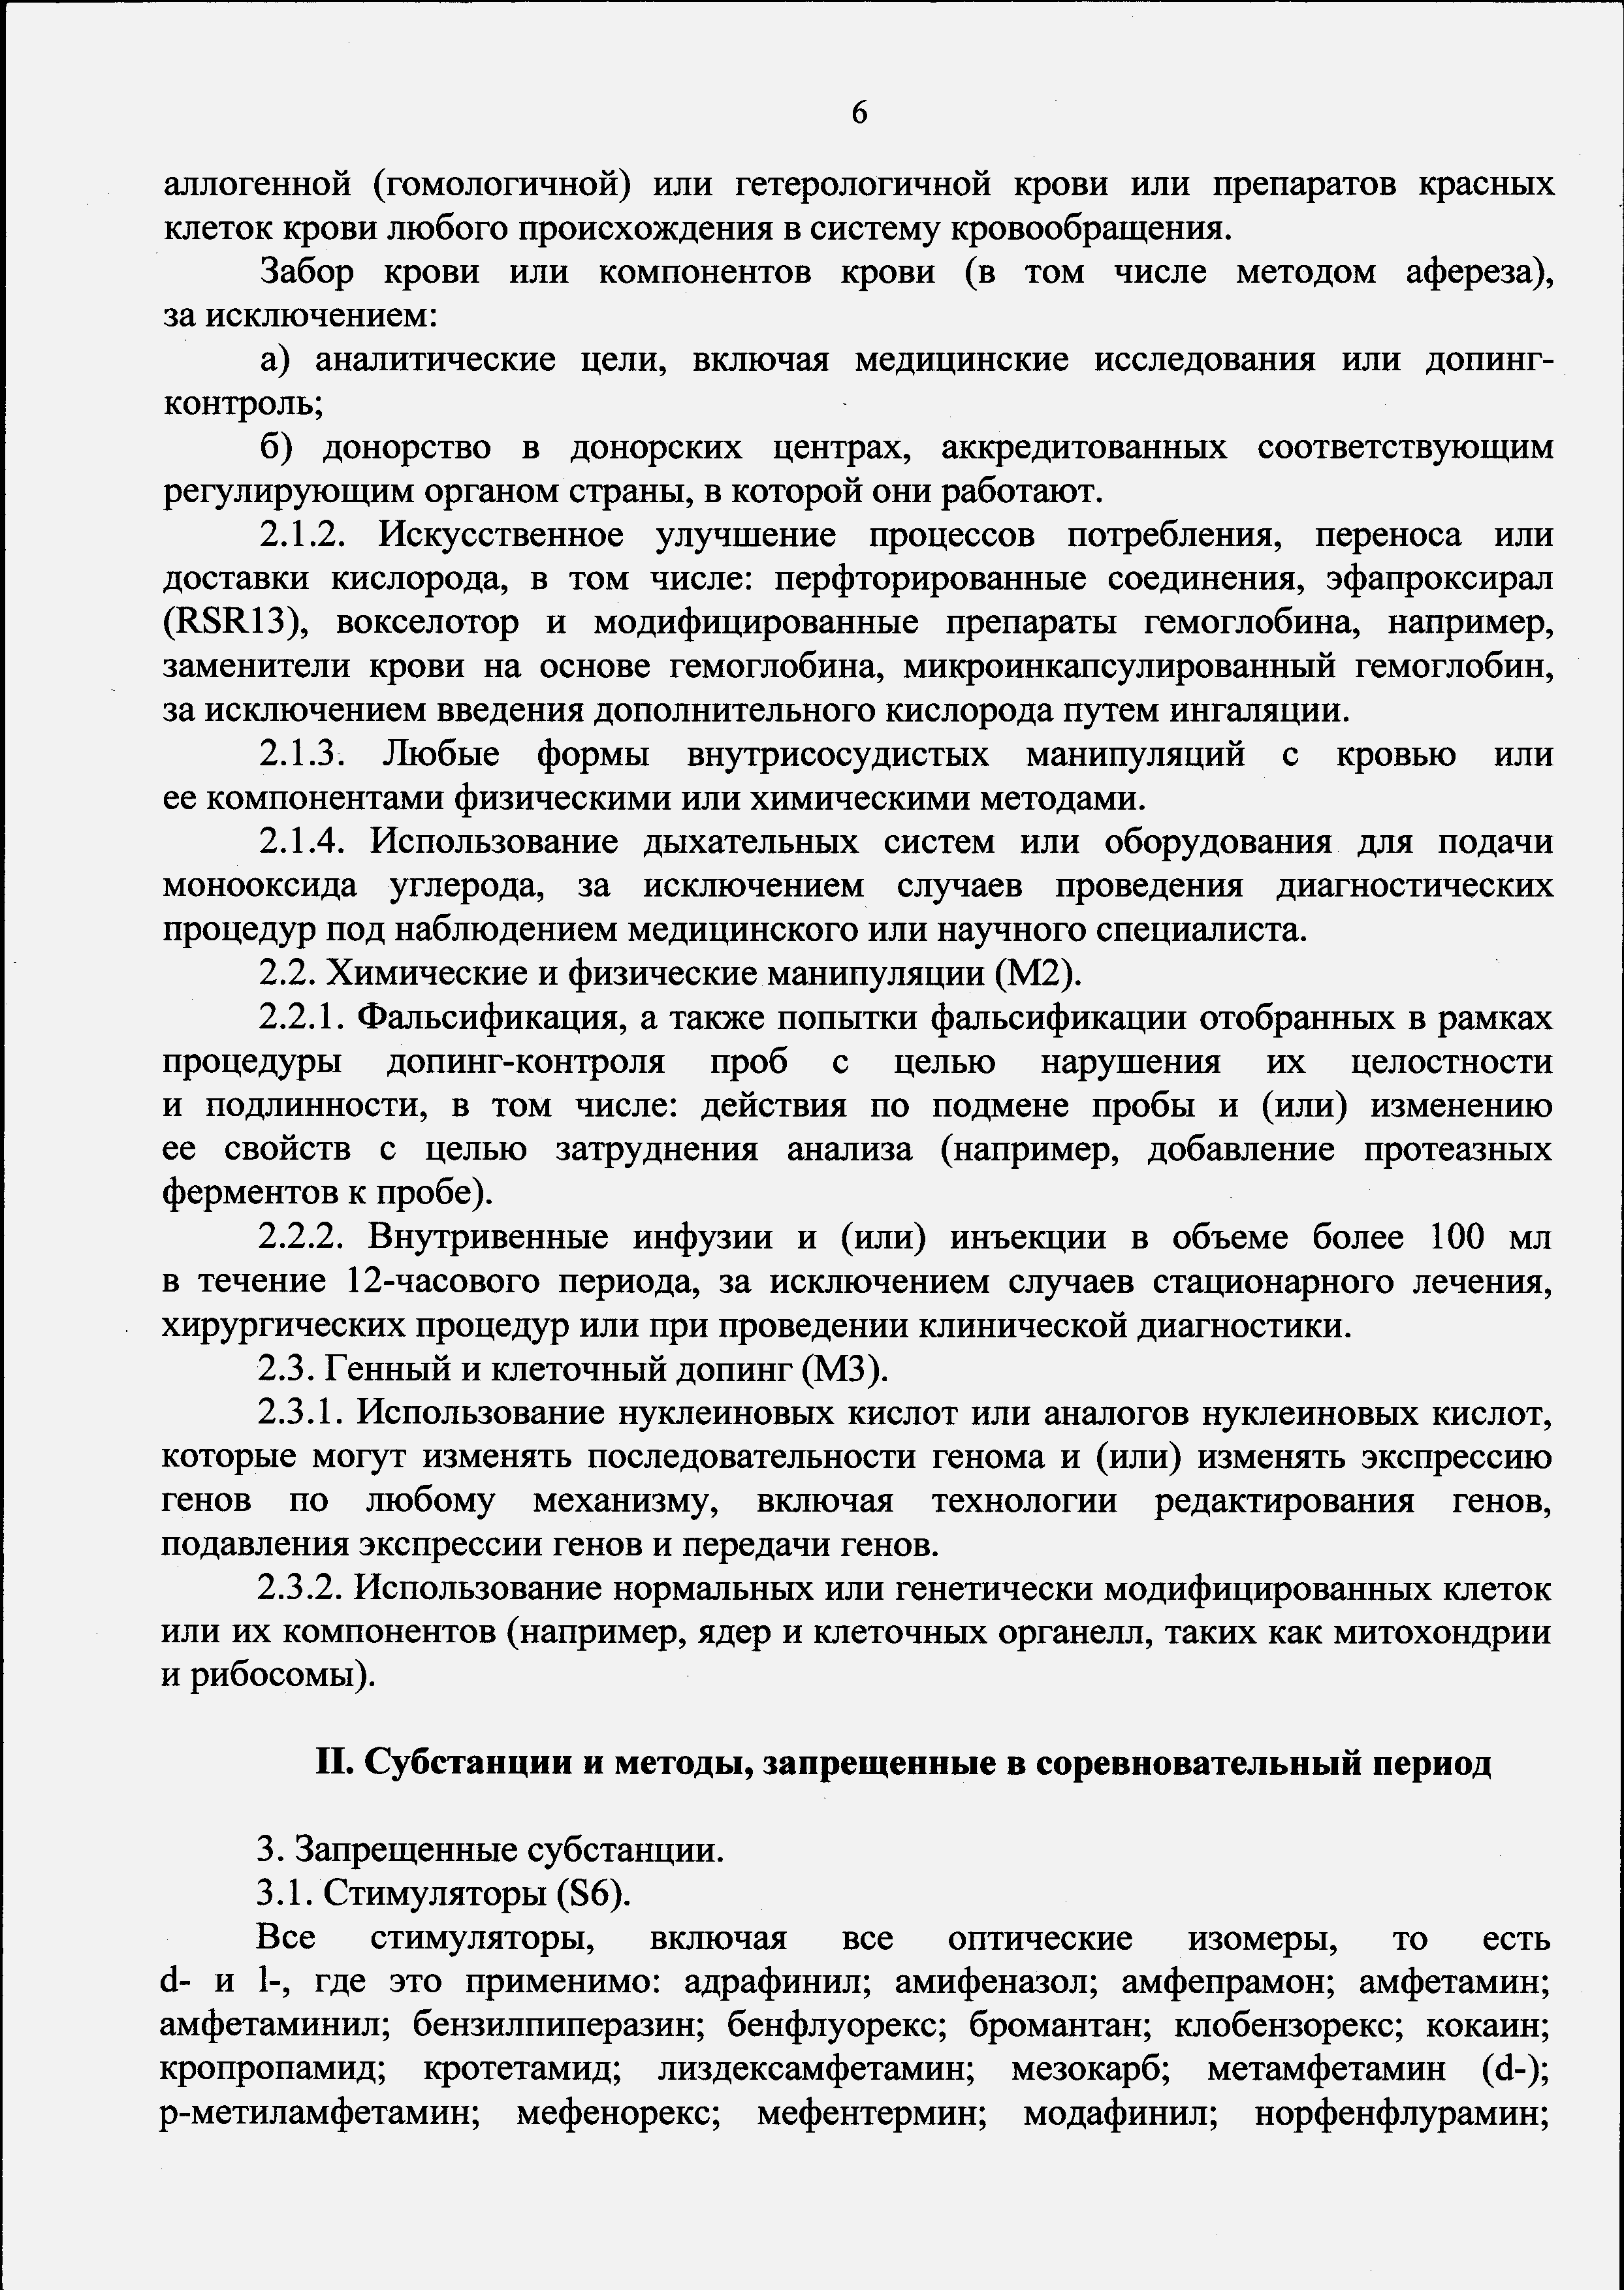 6
аллогенной (гомологичной) или гетерологичной крови или препаратов красных
клеток крови любого происхождения в систему кровообращения.
Забор крови или компонентов крови (в том числе методом афереза),
за исключением:
а) аналитические цели, включая медицинские исследования или допинг-
контроль;
б) донорство в донорских центрах, аккредитованных соответствующим
регулирующим органом страны, в которой они работают.
2.1.2. Искусственное улучшение процессов потребления, переноса или
доставки кислорода, в том числе: перфторированные соединения, эфапроксирал
(RSR13), вокселотор и модифицированные препараты гемоглобина, например,
заменители крови на основе гемоглобина, микроинкапсулированный гемоглобин,
за исключением введения дополнительного кислорода путем ингаляции.
2.1.3. Любые формы внутрисосудистых манипуляций с кровью или
ее компонентами физическими или химическими методами.
2.1.4. Использование дыхательных систем или оборудования для подачи
монооксида углерода, за исключением случаев проведения диагностических
процедур под наблюдением медицинского или научного специалиста.
2.2. Химические и физические манипуляции (М2).
2.2.1. Фальсификация, а также попытки фальсификации отобранных в рамках
процедуры допинг-контроля проб с целью нарушения их целостности
и подлинности, в том числе: действия по подмене пробы и (или) изменению
ее свойств с целью затруднения анализа (например, добавление протеазных
ферментов к пробе).
2.2.2. Внутривенные инфузии и (или) инъекции в объеме более 100 мл
в течение 12-часового периода, за исключением случаев стационарного лечения,
хирургических процедур или при проведении клинической диагностики.
2.3. Генный и клеточный допинг (М3).
2.3.1. Использование нуклеиновых кислот или аналогов нуклеиновых кислот,
которые могут изменять последовательности генома и (или) изменять экспрессию
генов по любому механизму, включая технологии редактирования генов,
подавления экспрессии генов и передачи генов.
2.3.2. Использование нормальных или генетически модифицированных клеток
или их компонентов (например, ядер и клеточных органелл, таких как митохондрии
и рибосомы).
II. Субстанции и методы, запрещенные в соревновательный период
3. Запрещенные субстанции.
3.1. Стимуляторы (S6).
Все стимуляторы, включая все оптические изомеры, то есть
d- и l-, где это применимо: адрафинил; амифеназол; амфепрамон; амфетамин;
амфетаминил; бензилпиперазин; бенфлуорекс; бромантан; клобензорекс; кокаин;
кропропамид; кротетамид; лиздексамфетамин; мезокарб; метамфетамин (d-);
р-метиламфетамин; мефенорекс; мефентермин; модафинил; норфенфлурамин;